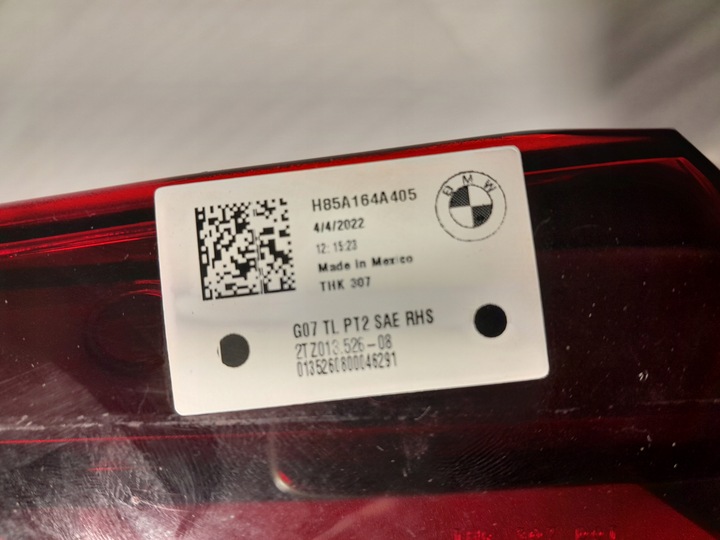 H85A164A405
BMW
4/4/2022
12:15:23
Made in Mexico
THK 307
G07 TL PT2 SAE RHS
2TZ013.526-08
0135260800046291